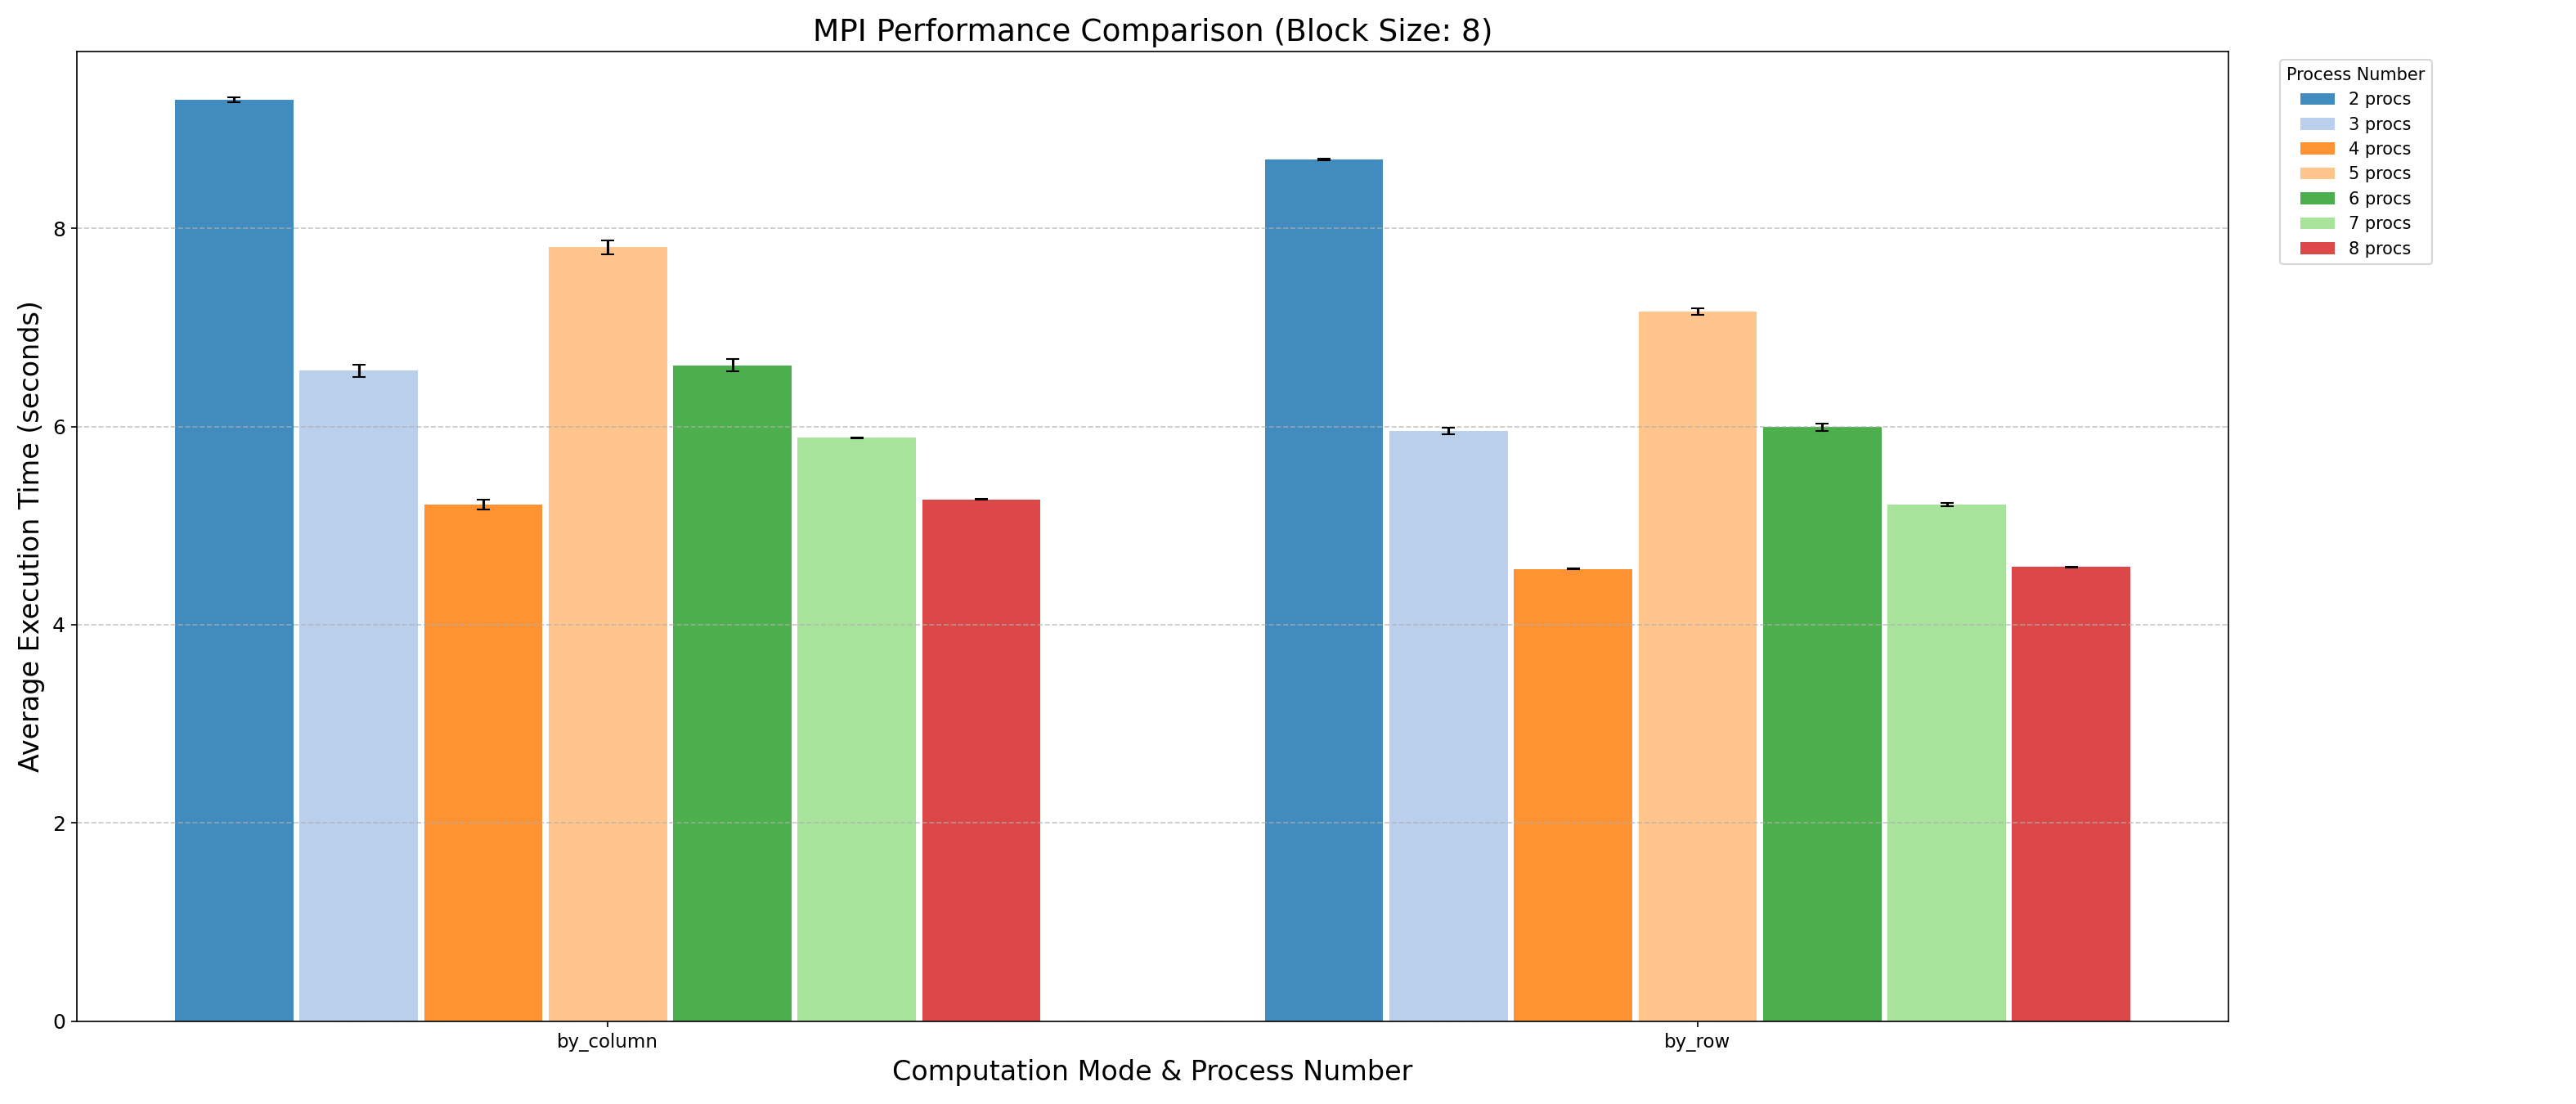 MPI Performance Comparison (Block Size: 8)
Average Execution Time (seconds)
8
6
4
2
0
by_column
by_row
Computation Mode & Process Number
Process Number
2 procs
3 procs
4 procs
5 procs
6 procs
7 procs
8 procs